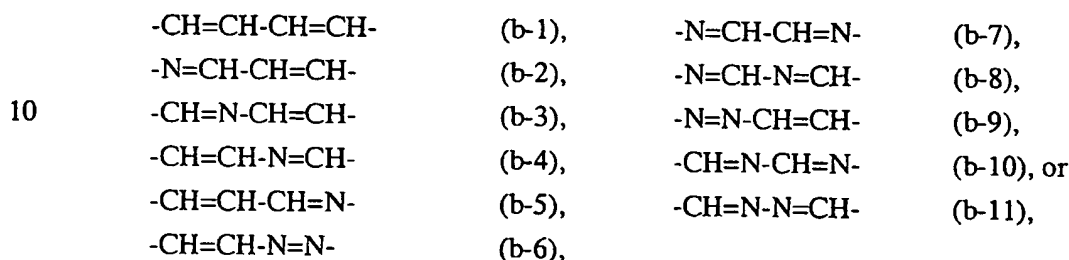 -CH=CH-CH=CH- (b-1), -N=CH-CH=N- (b-7),
-N=CH-CH=CH- (b-2), -N=CH-N=CH- (b-8),
10 -CH=N-CH=CH- (b-3), -N=N-CH=CH- (b-9),
-CH=CH-N=CH- (b-4), -CH=N-CH=N- (b-10), or
-CH=CH-CH=N- (b-5), -CH=N-N=CH- (b-11),
-CH=CH-N=N- (b-6),